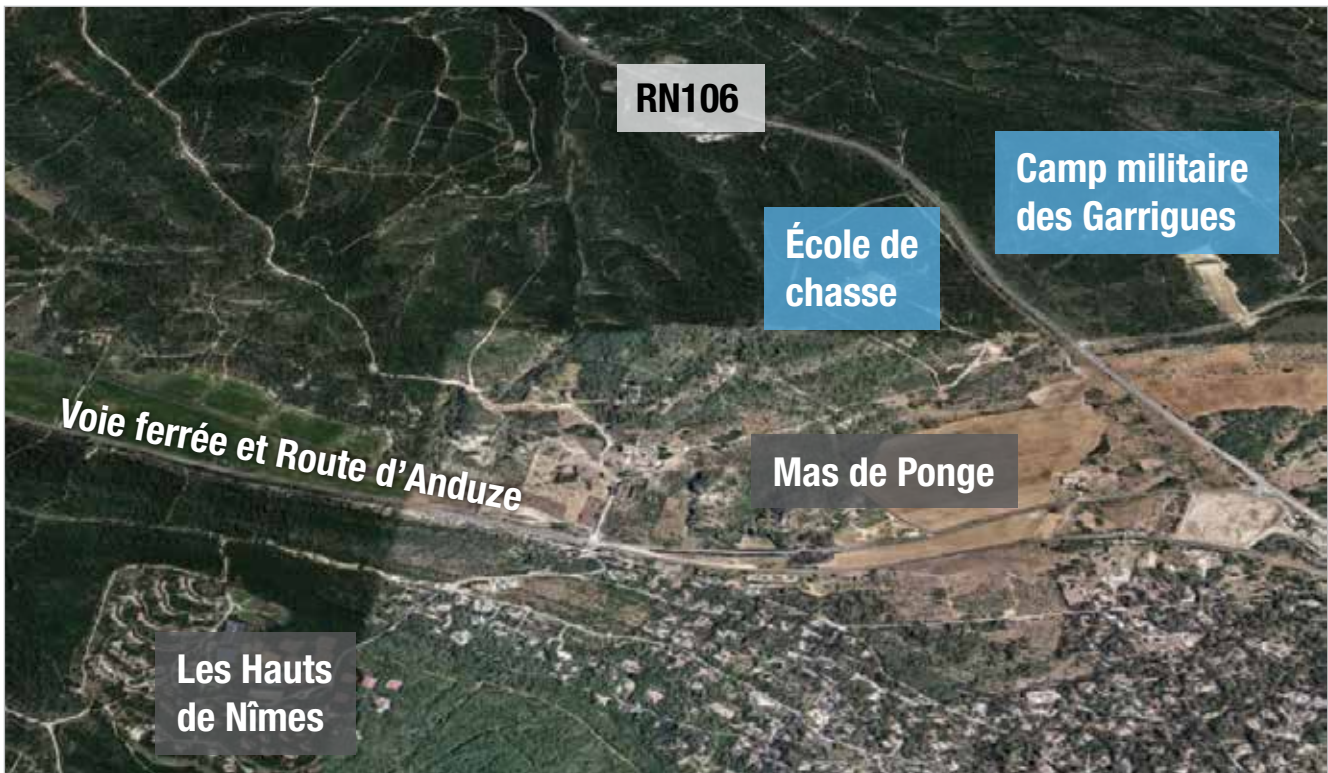 RN106
Camp militaire
des Garrigues
École de
chasse
Voie ferrée et Route d'Anduze
Mas de Ponge
Les Hauts
de Nîmes